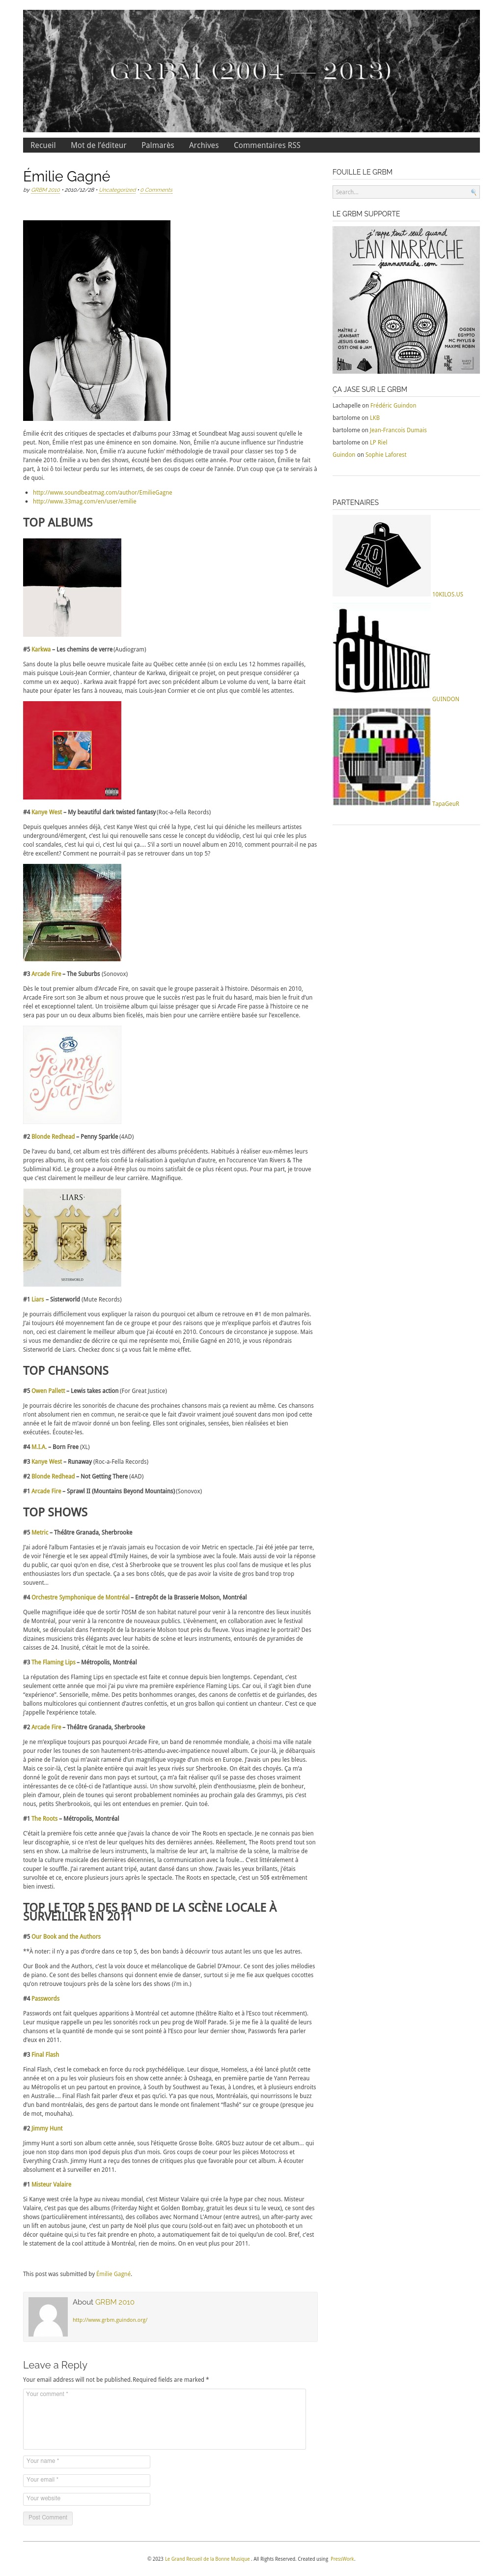 GRBM (2004 — 2013)
Recueil Mot de l'éditeur Palmarès Archives Commentaires RSS
Émilie Gagné
by GRBM 2010 • 2010/12/28 • Uncategorized • 0 Comments
Émilie écrit des critiques de spectacles et d’albums pour 33mag et Soundbeat Mag aussi souvent qu’elle le
peut. Non, Émilie n’est pas une éminence en son domaine. Non, Émilie n’a aucune influence sur l’industrie
musicale montréalaise. Non, Émilie n’a aucune fuckin’ méthodologie de travail pour classer ses top 5 de
l’année 2010. Émilie écoute de la musique, Émilie va voir des shows et écrit des disques cette année. Pour cette raison, Émilie te fait
part, à toi ô lecteur perdu sur les internets, de ses coups de coeur de l’année. D’un coup que ça te servirais à
de quoi.
http://www.soundbeatmag.com/author/EmilieGagne
http://www.33mag.com/en/user/emilie
TOP ALBUMS
#5 Karkwa – Les chemins de verre (Audiogram)
Sans doute la plus belle oeuvre musicale faite au Québec cette année (si on exclu Les 12 hommes rapaillés,
mais puisque Louis-Jean Cormier, chanteur de Karkwa, dirigeait ce projet, on peut presque considérer ça
comme un ex aequo) . Karkwa avait frappé fort avec son précédent album Le volume du vent, la barre était
haute pour épater les fans à nouveau, mais Louis-Jean Cormier et cie ont plus que comblé les attentes.
#4 Kanye West – My beautiful dark twisted fantasy (Roc-a-fella Records)
Depuis quelques années déjà, c’est Kanye West qui créé la hype, c’est lui qui déniche les meilleurs artistes
underground/émergent, c’est lui qui renouvelle sans cesse le concept du vidéoclip, c’est lui qui crée les plus
gros scandales, c’est lui qui ci, c’est lui qui ça…. S’il a sorti un nouvel album en 2010, comment pourrait-il ne pas
être excellent? Comment ne pourrait-il pas se retrouver dans un top 5?
#3 Arcade Fire – The Suburbs (Sonovox)
Dès le tout premier album d’Arcade Fire, on savait que le groupe passerait à l’histoire. Désormais en 2010,
Arcade Fire sort son 3e album et nous prouve que le succès n’est pas le fruit du hasard, mais bien le fruit d’un
réel et exceptionnel talent. Un troisième album qui laisse présager que si Arcade Fire passe à l’histoire ce ne
sera pas pour un ou deux albums bien ficelés, mais bien pour une carrière entière basée sur l’excellence.
#2 Blonde Redhead – Penny Sparkle (4AD)
De l’aveu du band, cet album est très différent des albums précédents. Habitués à réaliser eux-mêmes leurs
propres albums, ils ont cette fois confié la réalisation à quelqu’un d’autre, en l’occurence Van Rivers & The
Subliminal Kid. Le groupe a avoué être plus ou moins satisfait de ce plus récent opus. Pour ma part, je trouve
que c’est clairement le meilleur de leur carrière. Magnifique.
#1 Liars – Sisterworld (Mute Records)
Je pourrais difficilement vous expliquer la raison du pourquoi cet album ce retrouve en #1 de mon palmarès.
J’ai toujours été moyennement fan de ce groupe et pour des raisons que je m’explique parfois et d’autres fois
non, ceci est clairement le meilleur album que j’ai écouté en 2010. Concours de circonstance je suppose. Mais
si vous me demandiez de décrire ce qui me représente moi, Émilie Gagné en 2010, je vous répondrais
Sisterworld de Liars. Checkez donc si ça vous fait le même effet.
TOP CHANSONS
#5 Owen Pallett – Lewis takes action (For Great Justice)
Je pourrais décrire les sonorités de chacune des prochaines chansons mais ça revient au même. Ces chansons
n’ont absolument rien en commun, ne serait-ce que le fait que je les ai écouté quotidiennement dans mon ipod cette
année et le fait de m’avoir donné un bon feeling. Elles sont originales, sensées, bien réalisées et bien
exécutées. Écoutez-les.
#4 M.I.A. – Born Free (XL)
#3 Kanye West – Runaway (Roc-a-Fella Records)
#2 Blonde Redhead – Not Getting There (4AD)
#1 Arcade Fire – Sprawl II (Mountains Beyond Mountains) (Sonovox)
TOP SHOWS
#5 Metric – Théâtre Granada, Sherbrooke
J’ai adoré l’album Fantasies et je n’avais jamais eu l’occasion de voir Metric en spectacle. J’ai été jetée par terre,
de voir l’énergie et le sex appeal d’Emily Haines, de voir la symbiose avec la foule. Mais aussi de voir la réponse
du public, car quoi qu’on en dise, c’est à Sherbrooke que se trouvent les plus cool fans de musique et les plus
enthousiastes lors d’un spectacle. Ça a ses bons côtés, que de pas avoir la visite de gros band trop trop
souvent…
#4 Orchestre Symphonique de Montréal – Entrepôt de la Brasserie Molson, Montréal
Quelle magnifique idée que de sortir l’OSM de son habitat naturel pour venir à la rencontre des lieux inusités
de Montréal, pour venir à la rencontre de nouveaux publics. L’évènement, en collaboration avec le festival
Mutek, se déroulait dans l’entrepôt de la brasserie Molson tout près du fleuve. Vous imaginez le portrait? Des
dizaines musiciens très élégants avec leur habits de scène et leurs instruments, entourés de pyramides de
caisses de 24. Inusité, c’était le mot de la soirée.
#3 The Flaming Lips – Métropolis, Montréal
La réputation des Flaming Lips en spectacle est faite et connue depuis bien longtemps. Cependant, c’est
seulement cette année que moi j’ai pu vivre ma première expérience Flaming Lips. Car oui, il s’agit bien d’une
“expérience”. Sensorielle, même. Des petits bonhommes oranges, des canons de confettis et de guirlandes, des
ballons multicolores qui contiennent d’autres confettis, et un gros ballon qui contient un chanteur. C’est ce que
j’appelle l’expérience totale.
#2 Arcade Fire – Théâtre Granada, Sherbrooke
Je ne m’explique toujours pas pourquoi Arcade Fire, un band de renommée mondiale, a choisi ma ville natale
pour roder les tounes de son hautement-très-attendu-avec-impatience nouvel album. Ce jour-là, je débarquais
à peine de l’avion qui m’avait ramené d’un magnifique voyage d’un mois en Europe. J’avais un peu les bleus.
Mais ce soir-là, c’est la planète entière qui avait les yeux rivés sur Sherbrooke. On était des choyés. Ça m’a
donné le goût de revenir dans mon pays et surtout, ça m’a fait réaliser qu’il se passe des choses vraiment
intéressantes de ce côté-ci de l’atlantique aussi. Un show survolté, plein d’enthousiasme, plein de bonheur,
plein d’amour, plein de tounes qui seront probablement nominées au prochain gala des Grammys, pis c’est
nous, petits Sherbrookois, qui les ont entendues en premier. Quin toé.
#1 The Roots – Métropolis, Montréal
C’était la première fois cette année que j’avais la chance de voir The Roots en spectacle. Je ne connais pas bien
leur discographie, si ce n’est de leur quelques hits des dernières années. Réellement, The Roots prend tout son
sens en show. La maîtrise de leurs instruments, la maîtrise de leur art, la maîtrise de la scène, la maîtrise de
toute la culture musicale des dernières décennies, la communication avec la foule… C’est littéralement à
couper le souffle. J’ai rarement autant tripé, autant dansé dans un show. J’avais les yeux brillants, j’étais
survoltée et ce, encore plusieurs jours après le spectacle. The Roots en spectacle, c’est un 50$ extrêmement
bien investi.
TOP LE TOP 5 DES BAND DE LA SCÈNE LOCALE À
SURVEILLER EN 2011
#5 Our Book and the Authors
**À noter: il n’y a pas d’ordre dans ce top 5, des bon bands à découvrir tous autant les uns que les autres.
Our Book and the Authors, c’est la voix douce et mélancolique de Gabriel D’Amour. Ce sont des jolies mélodies
de piano. Ce sont des belles chansons qui donnent envie de danser, surtout si je me fie aux quelques cocottes
qu’on retrouve toujours près de la scène lors des shows (i’m in.)
#4 Passwords
Passwords ont fait quelques apparitions à Montréal cet automne (théâtre Rialto et à l’Esco tout récemment).
Leur musique rappelle un peu les sonorités rock un peu prog de Wolf Parade. Si je me fie à la qualité de leurs
chansons et la quantité de monde qu’une sont pointé à l’Esco pour leur dernier show, Passwords fera parler
d’eux en 2011.
#3 Final Flash
Final Flash, c’est le comeback en force du rock psychédélique. Leur disque, Homeless, a été lancé plutôt cette
année et on a pu les voir plusieurs fois en show cette année: à Osheaga, en première partie de Yann Perreau
au Métropolis et un peu partout en province, à South by Southwest au Texas, à Londres, et à plusieurs endroits
en Australie…. Final Flash fait parler d’eux et pas qu’ici. Y’a pas que nous, Montréalais, qui nourrissons le buzz
d’un band montréalais, des gens de partout dans le monde ont finalement “flashé” sur ce groupe (presque jeu
de mot, mouhaha).
#2 Jimmy Hunt
Jimmy Hunt a sorti son album cette année, sous l’étiquette Grosse Boîte. GROS buzz autour de cet album… qui
joue non stop dans mon ipod depuis plus d’un mois. Gros coups de coeur pour les pièces Motocross et
Everything Crash. Jimmy Hunt a reçu des tonnes de critiques plus que favorable pour cet album. À écouter
absolument et à surveiller en 2011.
#1 Misteur Valaire
Si Kanye west crée la hype au niveau mondial, c’est Misteur Valaire qui crée la hype par chez nous. Misteur
Valaire, c’est pas que des albums (Friterday Night et Golden Bombay, gratuit les deux si tu le veux), ce sont des
shows (particulièrement intéressants), des collabos avec Normand L’Amour (entre autres), un after-party avec
un lift en autobus jaune, c’est un party de Noël plus que couru (sold-out en fait) avec un photobooth et un
décor quétaine qui,si tu t’es fait prendre en photo, a automatiquement fait de toi quelqu’un de cool. Bref, c’est
le statement de la cool attitude à Montréal, rien de moins. On en veut plus pour 2011.
This post was submitted by Émilie Gagné.
About GRBM 2010
http://www.grbm.guindon.org/
Leave a Reply
Your email address will not be published. Required fields are marked *
Your comment *
Your name *
Your email *
Your website
Post Comment
FOUILLE LE GRBM
Search...
LE GRBM SUPPORTE
j'rappe tout seul quand
JEAN NARRACHE
jeannarrache.com
MAÎTRE J
JEANBART
JESUS GABIO
OSTI ONE & JAM
OGDEN
EGYPTO
MC PHYLIS &
MAXIME ROBIN
ÇA JASE SUR LE GRBM
Lachapelle on Frédéric Guindon
bartolome on LKB
bartolome on Jean-Francois Dumais
bartolome on LP Riel
Guindon on Sophie Laforest
PARTENAIRES
10
KILOS.US
10KILOS.US
GUINDON
GUINDON
TapaGeuR
© 2023 Le Grand Recueil de la Bonne Musique . All Rights Reserved. Created using PressWork.